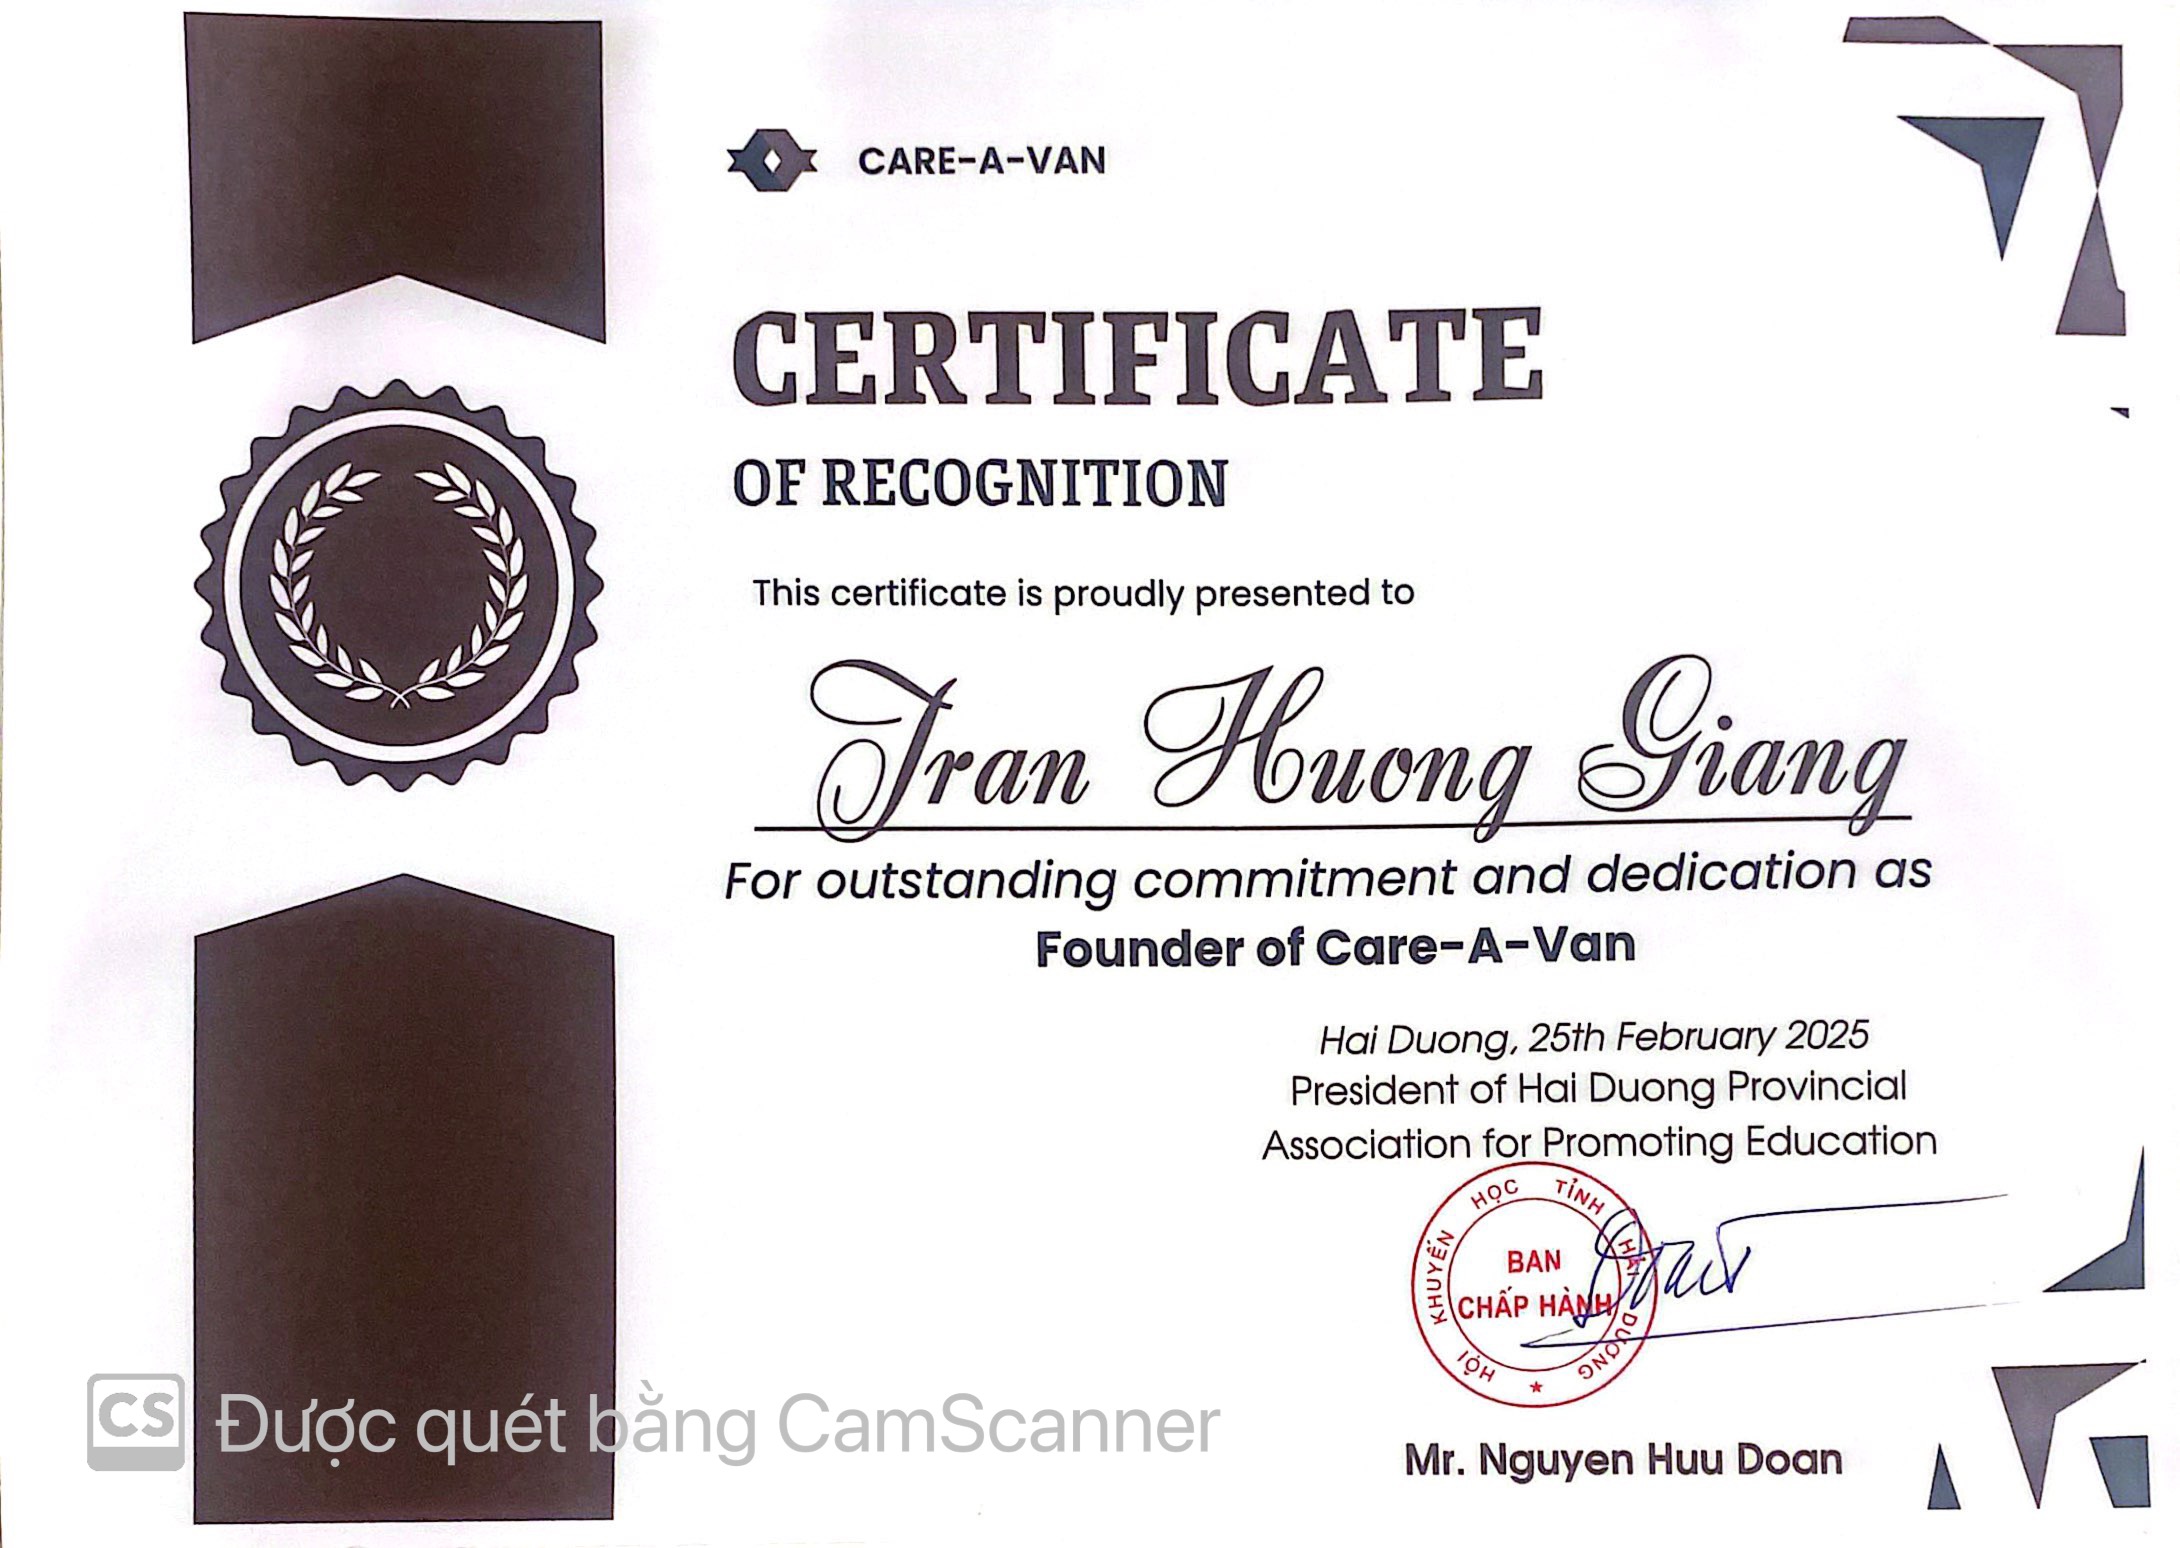 CARE-A-VAN
CERTIFICATE
OF RECOGNITION
This certificate is proudly presented to
Tran Huong Giang
For outstanding commitment and dedication as
Founder of Care-A-Van
Hai Duong, 25th February 2025
President of Hai Duong Provincial
Association for Promoting Education
HỘI KHUYẾN HỌC TỈNH HẢI DƯƠNG
BAN
CHẤP HÀNH
Mr. Nguyen Huu Doan
CS Được quét bằng CamScanner